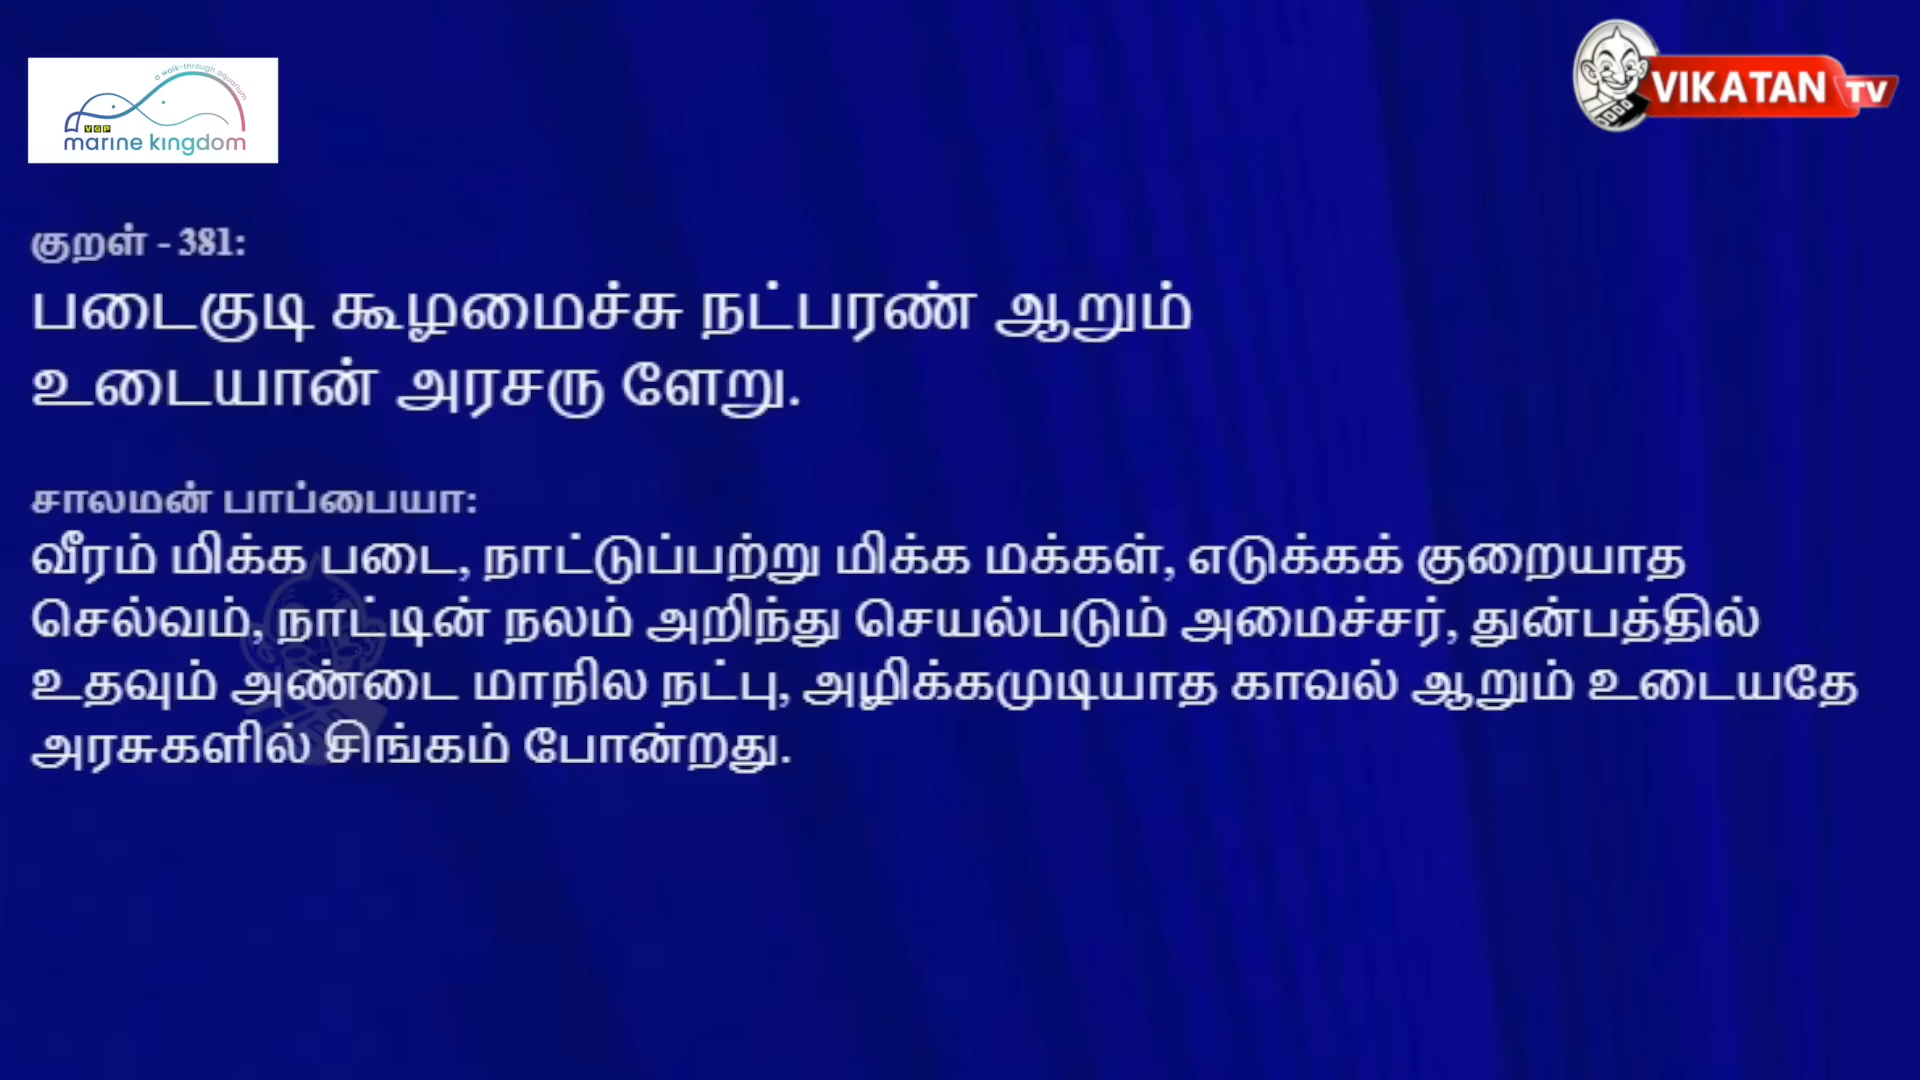 a walk-through aquarium
VGP
marine kingdom
VIKATAN TV
குறள் - 381:
படைகுடி கூழமைச்சு நட்பரண் ஆறும்
உடையான் அரசரு ளேறு.
சாலமன் பாப்பையா:
வீரம் மிக்க படை, நாட்டுப்பற்று மிக்க மக்கள், எடுக்கக் குறையாத
செல்வம், நாட்டின் நலம் அறிந்து செயல்படும் அமைச்சர், துன்பத்தில்
உதவும் அண்டை மாநில நட்பு, அழிக்கமுடியாத காவல் ஆறும் உடையதே
அரசுகளில் சிங்கம் போன்றது.